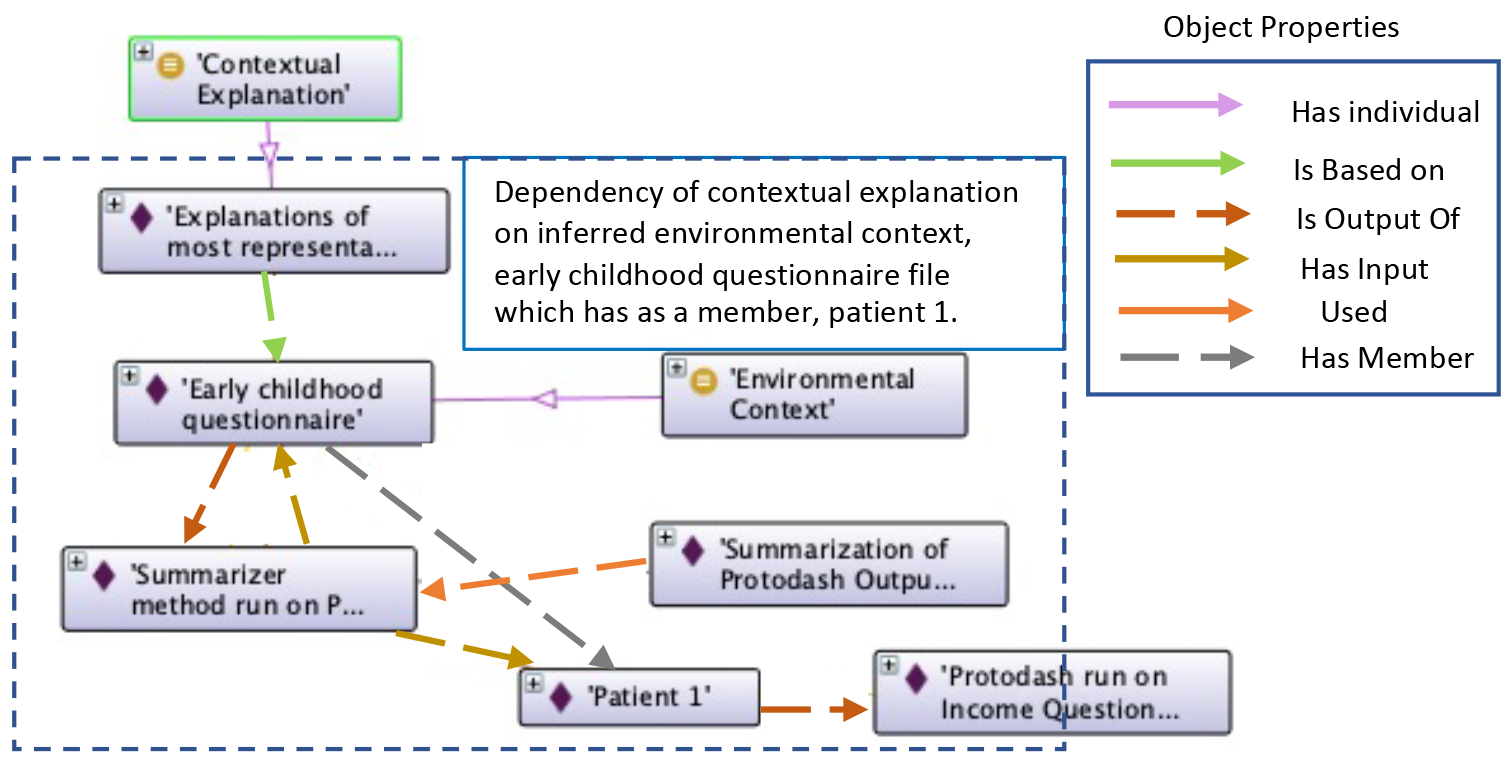 Object Properties
'Contextual
Explanation'
Has individual
Is Based on
Is Output Of
Has Input
Used
Has Member
'Explanations of
most representa...
Dependency of contextual explanation
on inferred environmental context,
early childhood questionnaire file
which has as a member, patient 1.
'Early childhood
questionnaire'
'Environmental
Context'
'Summarizer
method run on P...
'Summarization of
Protodash Outpu...
'Patient 1'
'Protodash run on
Income Question...